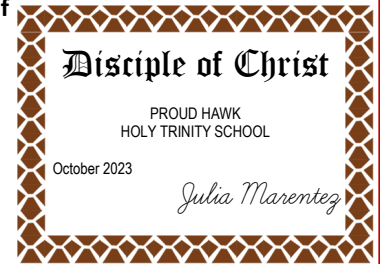 f
Disciple of Christ
PROUD HAWK
HOLY TRINITY SCHOOL
October 2023
Julia Marentez